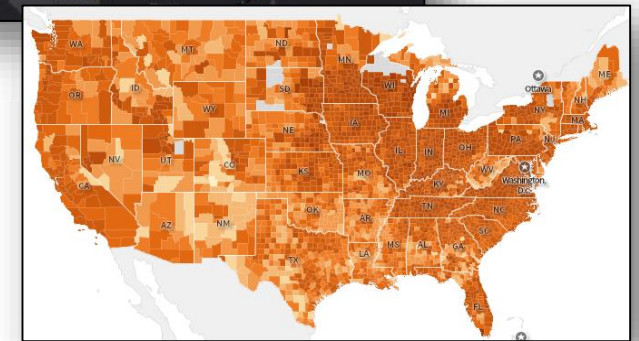 WA
MT
ND
MN
ME
OR
ID
SD
WI
Ottawa
NH
WY
MI
NY
MA
IA
NE
PA
NV
UT
CO
IL
IN
OH
CA
KS
MO
KY
WV
Washington,
D.C.
AZ
NM
OK
AR
TN
NC
SC
TX
LA
MS
AL
GA
FL